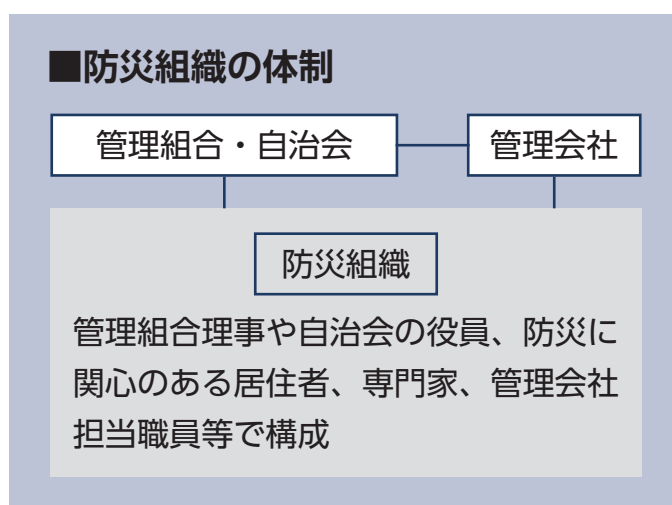 ■防災組織の体制
管理組合・自治会
管理会社
防災組織
管理組合理事や自治会の役員、防災に
関心のある居住者、専門家、管理会社
担当職員等で構成